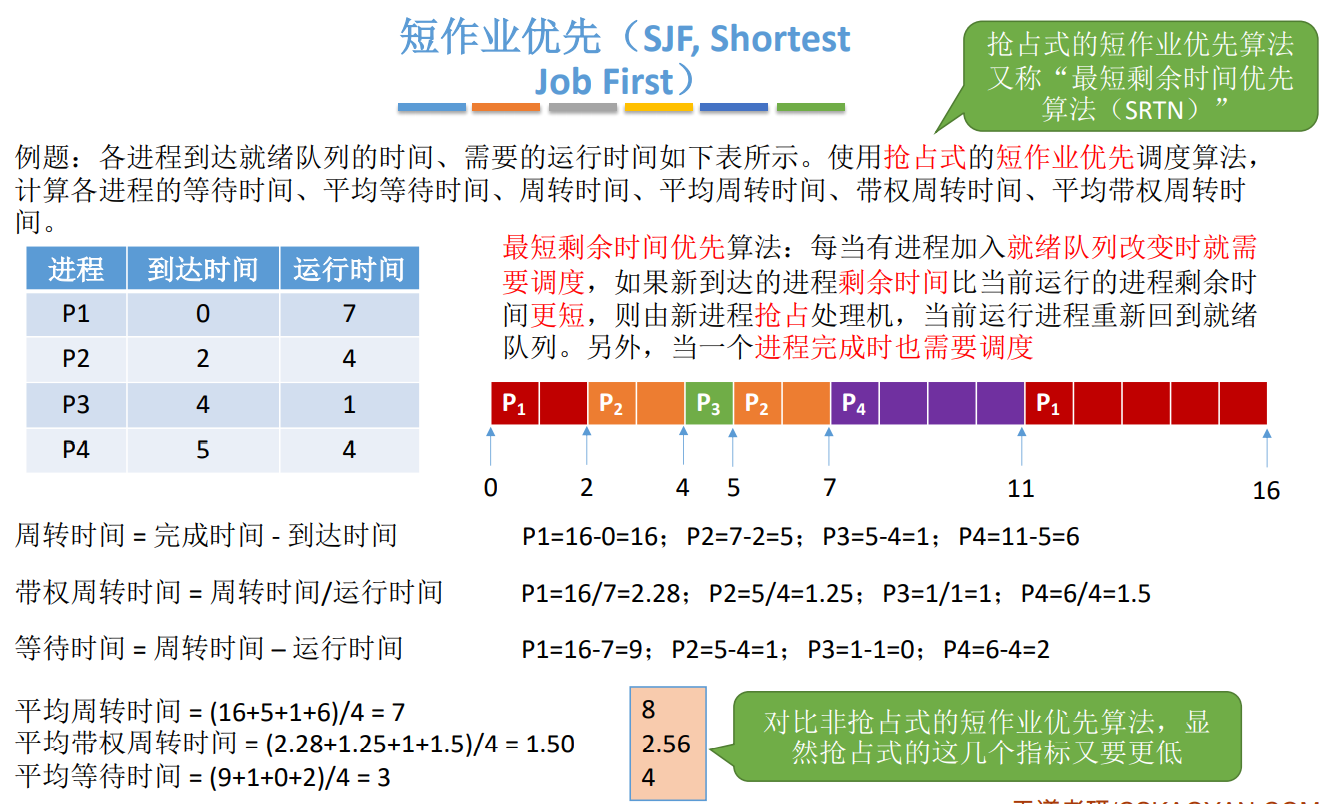 短作业优先（SJF, Shortest
Job First）
抢占式的短作业优先算法
又称“最短剩余时间优先
算法（SRTN）”
例题：各进程到达就绪队列的时间、需要的运行时间如下表所示。使用抢占式的短作业优先调度算法，
计算各进程的等待时间、平均等待时间、周转时间、平均周转时间、带权周转时间、平均带权周转时
间。
进程 到达时间 运行时间
P1 0 7
P2 2 4
P3 4 1
P4 5 4
最短剩余时间优先算法：每当有进程加入就绪队列改变时就需
要调度，如果新到达的进程剩余时间比当前运行的进程剩余时
间更短，则由新进程抢占处理机，当前运行进程重新回到就绪
队列。另外，当一个进程完成时也需要调度
P1 P2 P3 P2 P4 P1
0 2 4 5 7 11 16
周转时间 = 完成时间 - 到达时间 P1=16-0=16；P2=7-2=5；P3=5-4=1；P4=11-5=6
带权周转时间 = 周转时间/运行时间 P1=16/7=2.28；P2=5/4=1.25；P3=1/1=1；P4=6/4=1.5
等待时间 = 周转时间 – 运行时间 P1=16-7=9；P2=5-4=1；P3=1-1=0；P4=6-4=2
平均周转时间 = (16+5+1+6)/4 = 7
平均带权周转时间 = (2.28+1.25+1+1.5)/4 = 1.50
平均等待时间 = (9+1+0+2)/4 = 3
8
2.56
4
对比非抢占式的短作业优先算法，显
然抢占式的这几个指标又要更低